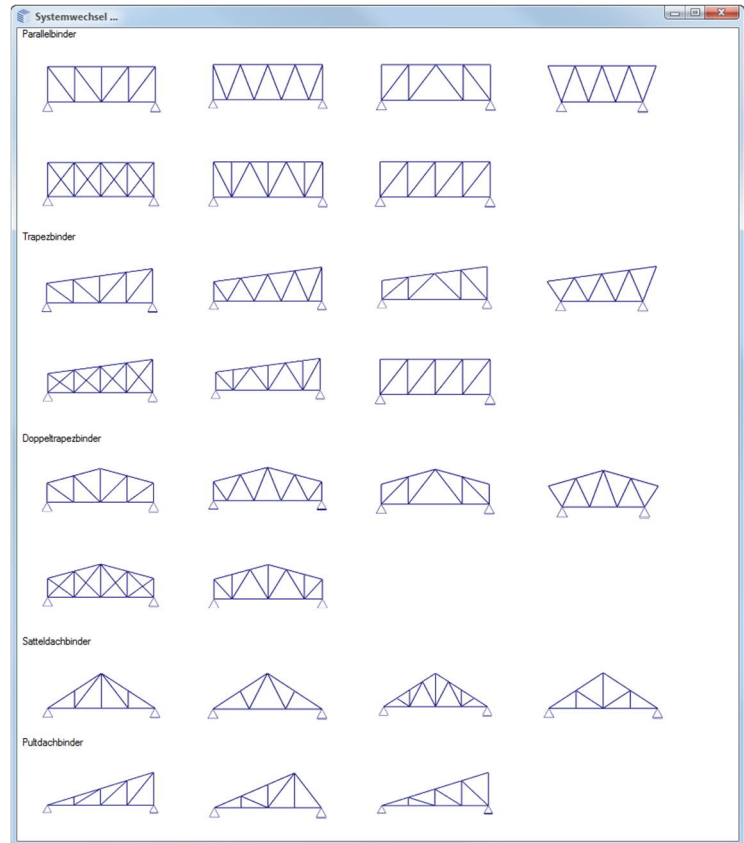 Systemwechsel ...
Parallelbinder
Trapezbinder
Doppeltrapezbinder
Satteldachbinder
Pultdachbinder